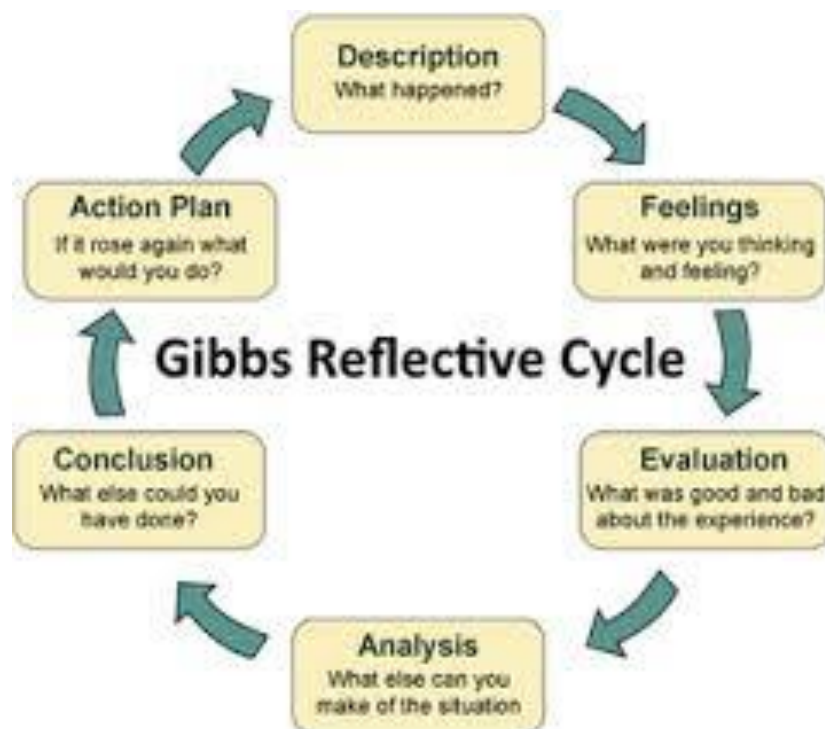 Description
What happened?
Feelings
What were you thinking
and feeling?
Evaluation
What was good and bad
about the experience?
Analysis
What else can you
make of the situation
Conclusion
What else could you
have done?
Action Plan
If it rose again what
would you do?
Gibbs Reflective Cycle